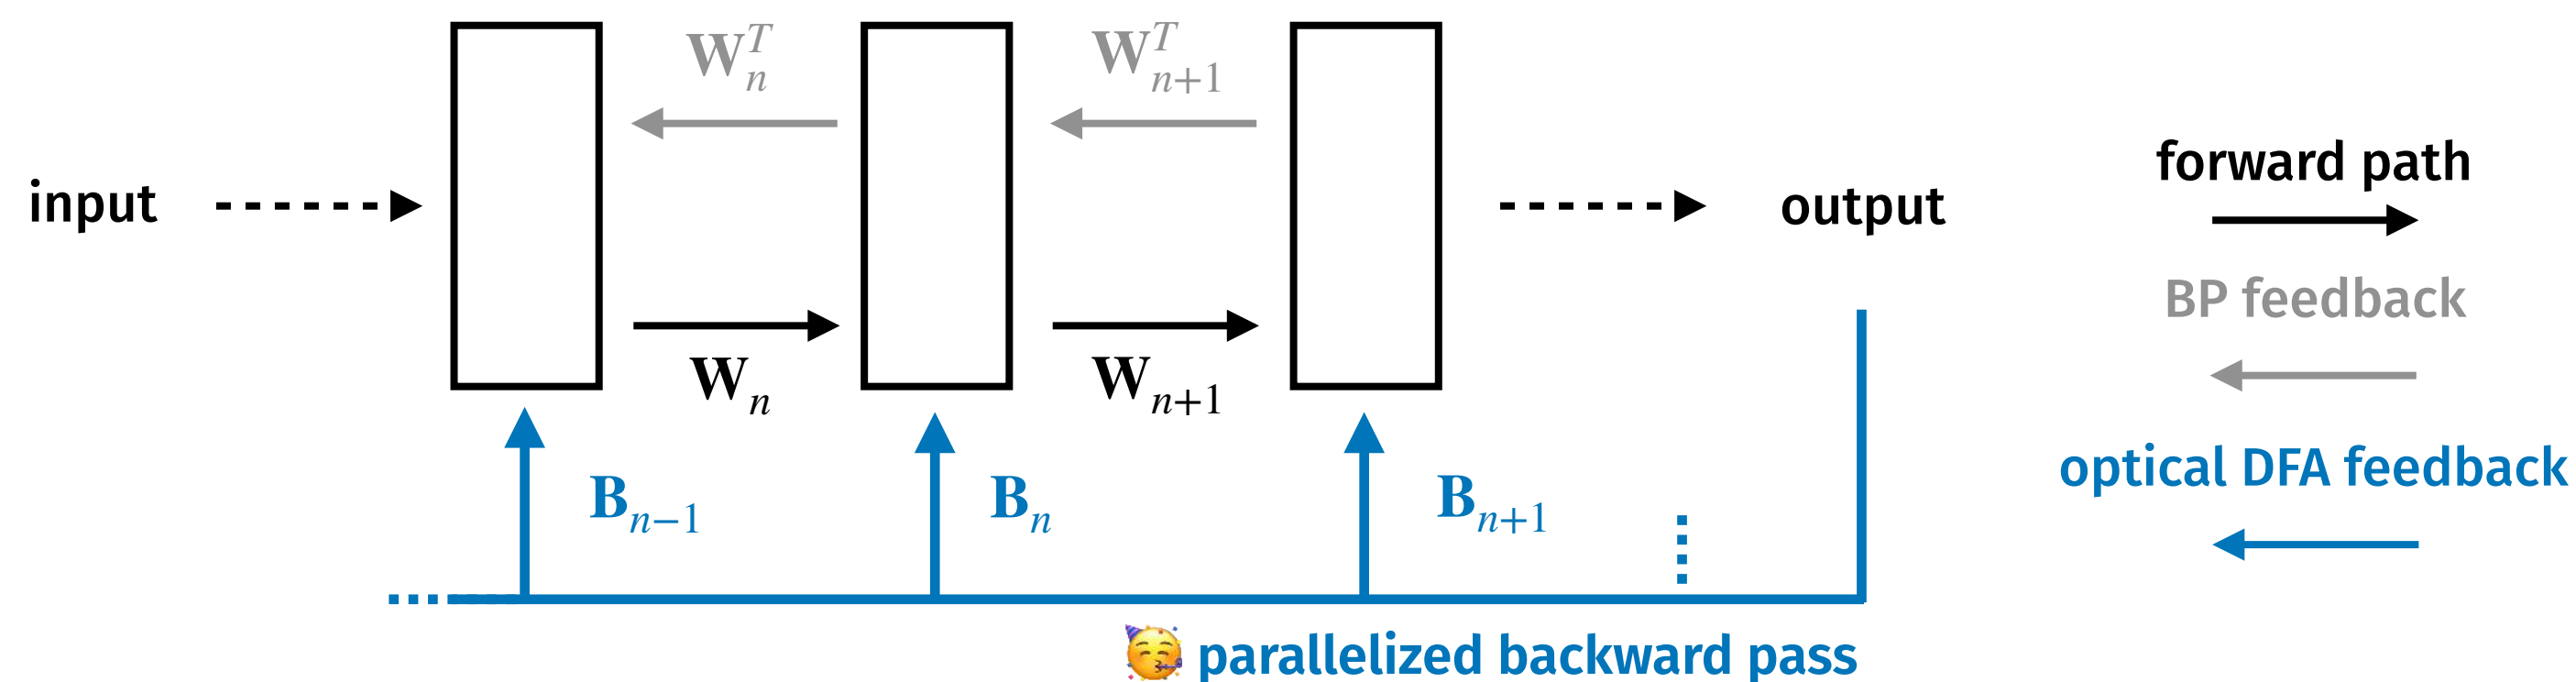 W_n^T
W_{n+1}^T
input
output
W_n
W_{n+1}
B_{n−1}
B_n
B_{n+1}
🥳 parallelized backward pass
forward path
BP feedback
optical DFA feedback